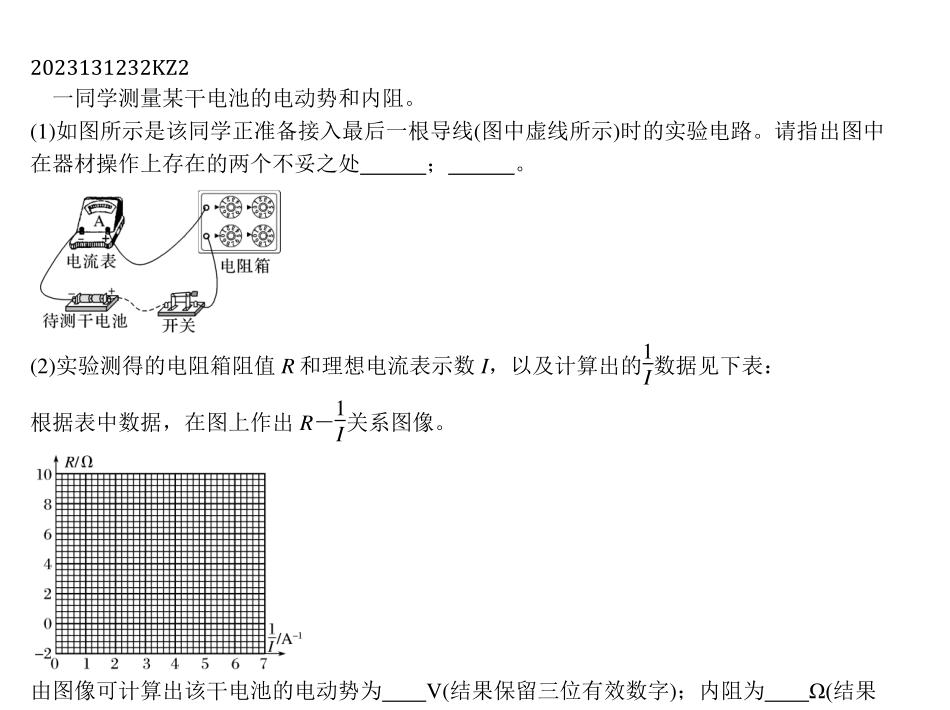 2023131232KZ2
一同学测量某干电池的电动势和内阻。
(1)如图所示是该同学正准备接入最后一根导线(图中虚线所示)时的实验电路。请指出图中
在器材操作上存在的两个不妥之处______；______。
A
- +
电流表
电阻箱
- +
待测干电池
开关
(2)实验测得的电阻箱阻值 R 和理想电流表示数 I，以及计算出的1/I数据见下表：
根据表中数据，在图上作出 R－1/I关系图像。
R/Ω
10
8
6
4
2
0
-2
0 1 2 3 4 5 6 7
1/I/A⁻¹
由图像可计算出该干电池的电动势为____V(结果保留三位有效数字)；内阻为____Ω(结果